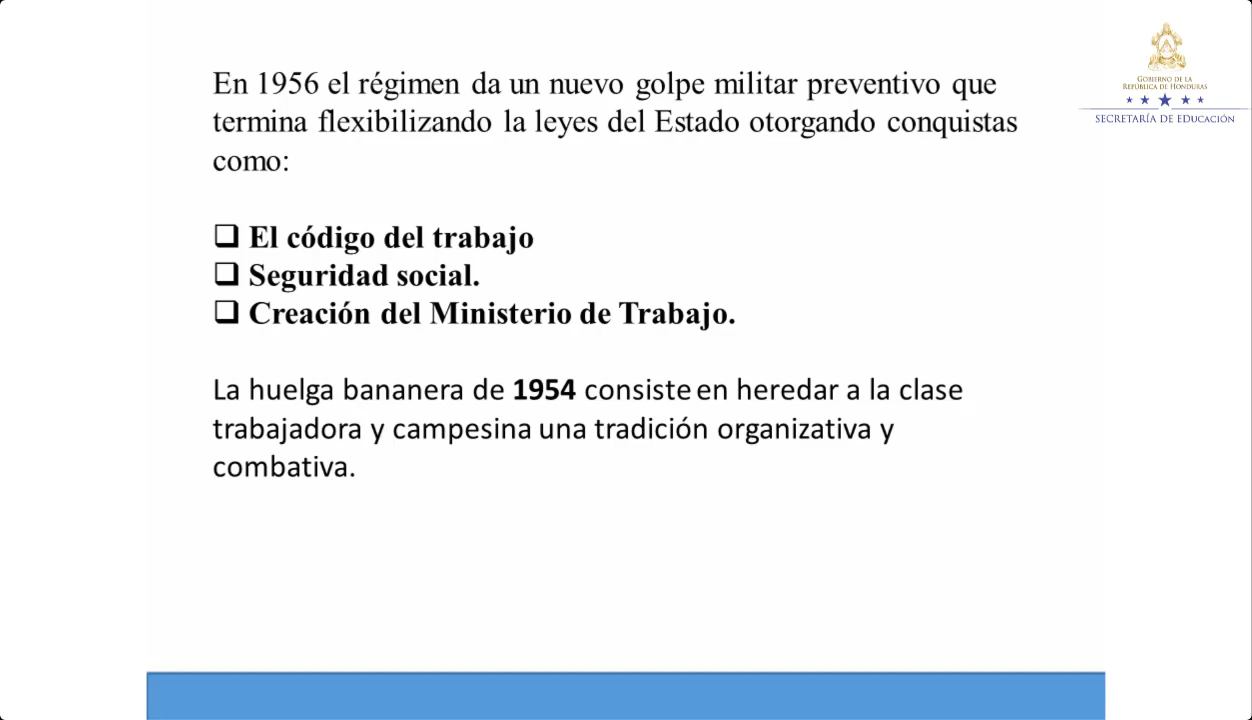 En 1956 el régimen da un nuevo golpe militar preventivo que
termina flexibilizando la leyes del Estado otorgando conquistas
como:
El código del trabajo
Seguridad social.
Creación del Ministerio de Trabajo.
La huelga bananera de 1954 consiste en heredar a la clase
trabajadora y campesina una tradición organizativa y
combativa.
GOBIERNO DE LA
REPÚBLICA DE HONDURAS
SECRETARÍA DE EDUCACIÓN